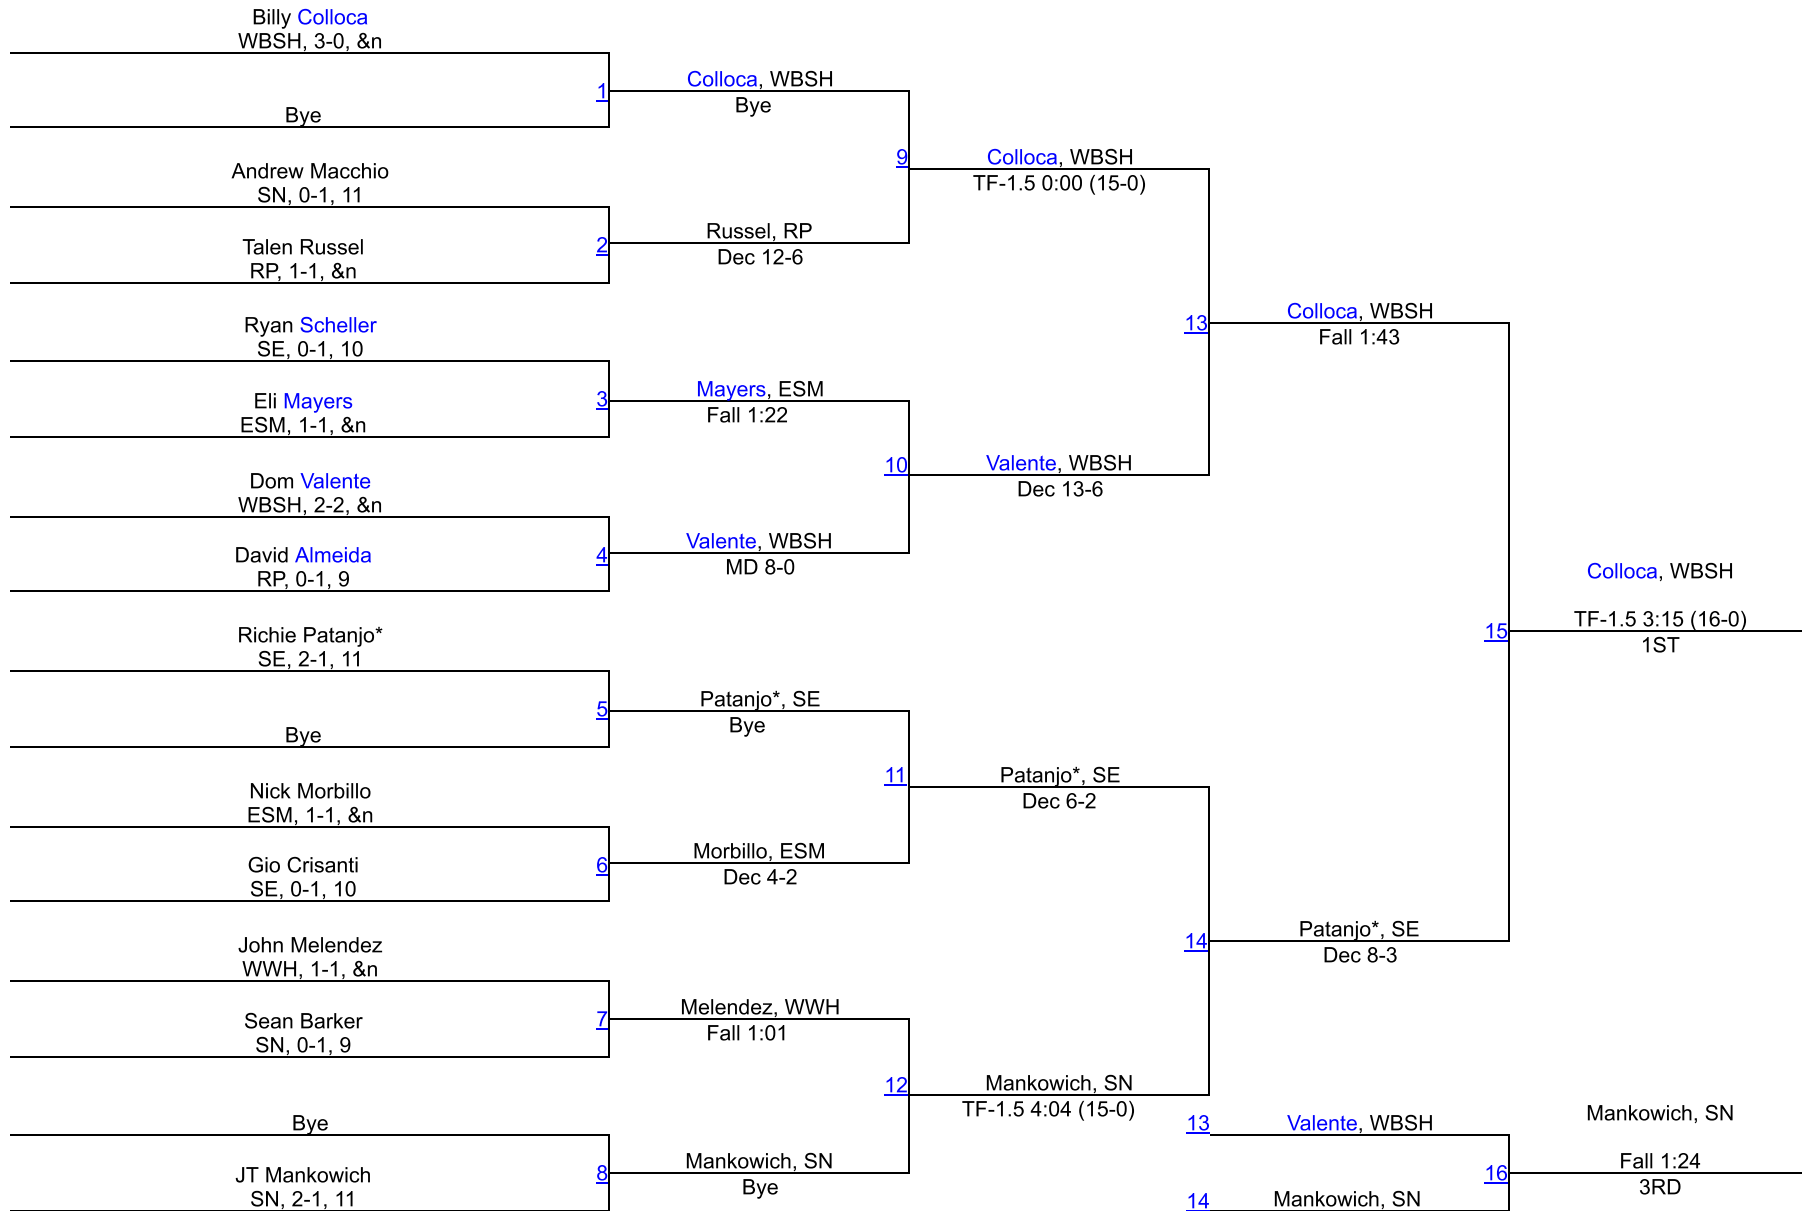 Billy Colloca
WBSH, 3-0, &n
1
Bye
Colloca, WBSH
Bye
Andrew Macchio
SN, 0-1, 11
2
Talen Russel
RP, 1-1, &n
Russel, RP
Dec 12-6
9
Colloca, WBSH
TF-1.5 0:00 (15-0)
Ryan Scheller
SE, 0-1, 10
3
Eli Mayers
ESM, 1-1, &n
Mayers, ESM
Fall 1:22
Dom Valente
WBSH, 2-2, &n
4
David Almeida
RP, 0-1, 9
Valente, WBSH
MD 8-0
10
Valente, WBSH
Dec 13-6
13
Colloca, WBSH
Fall 1:43
Richie Patanjo*
SE, 2-1, 11
5
Bye
Patanjo*, SE
Bye
Nick Morbillo
ESM, 1-1, &n
6
Gio Crisanti
SE, 0-1, 10
Morbillo, ESM
Dec 4-2
11
Patanjo*, SE
Dec 6-2
John Melendez
WWH, 1-1, &n
7
Sean Barker
SN, 0-1, 9
Melendez, WWH
Fall 1:01
Bye
8
JT Mankowich
SN, 2-1, 11
Mankowich, SN
Bye
12
Mankowich, SN
TF-1.5 4:04 (15-0)
14
Patanjo*, SE
Dec 8-3
15
Colloca, WBSH
TF-1.5 3:15 (16-0)
1ST
13
Valente, WBSH
14
Mankowich, SN
16
Mankowich, SN
Fall 1:24
3RD